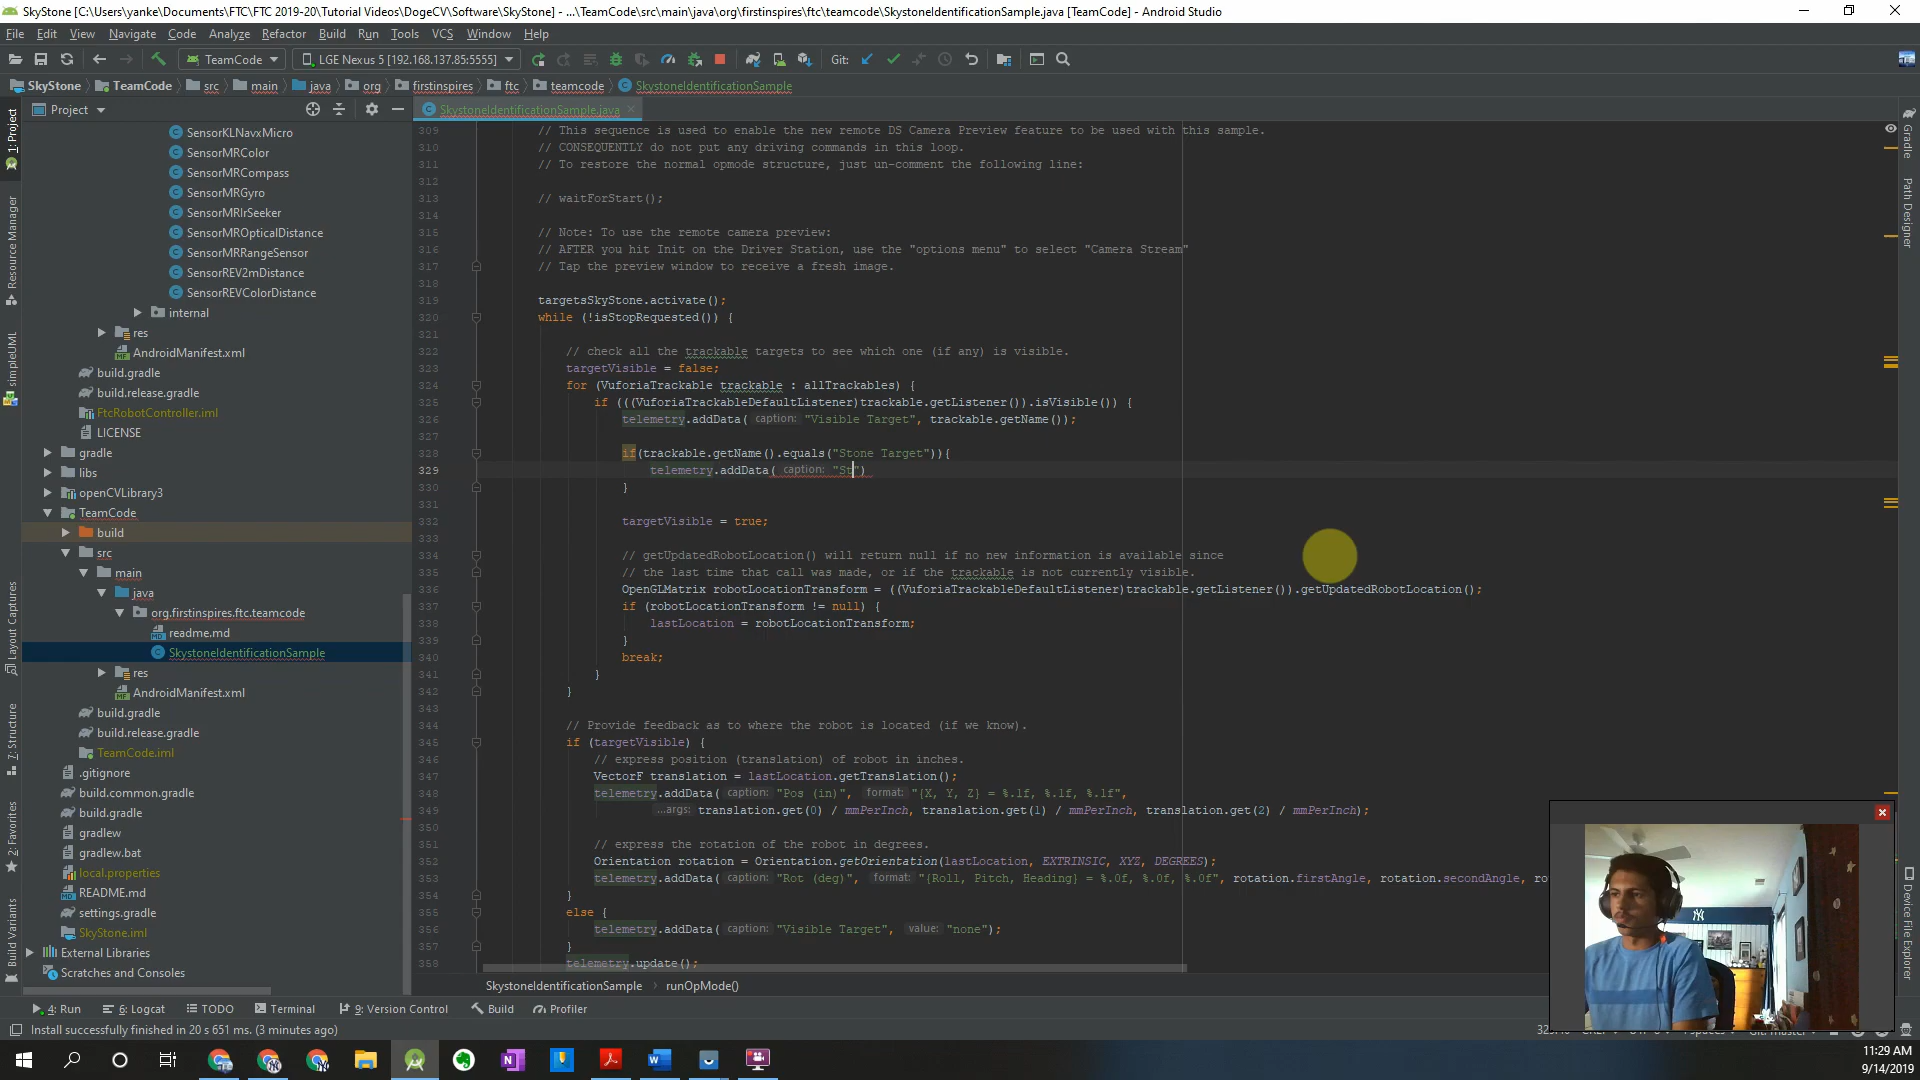 SkyStone [C:\Users\yanke\Documents\FTC\FTC 2019-20\Tutorial Videos\DogeCV\Software\SkyStone] - ...\TeamCode\src\main\java\org\firstinspires\ftc\teamcode\SkystoneIdentificationSample.java [TeamCode] - Android Studio
File Edit View Navigate Code Analyze Refactor Build Run Tools VCS Window Help
TeamCode LGE Nexus 5 [192.168.137.85:5555] Git:
SkyStone TeamCode src main java org firstinspires ftc teamcode SkystoneIdentificationSample
Project
SkystoneIdentificationSample.java
SensorKLNavxMicro
SensorMRColor
SensorMRCompass
SensorMRGyro
SensorMRIrSeeker
SensorMROpticalDistance
SensorMRRangeSensor
SensorREV2mDistance
SensorREVColorDistance
internal
res
AndroidManifest.xml
build.gradle
build.release.gradle
FtcRobotController.iml
LICENSE
gradle
libs
openCVLibrary3
TeamCode
build
src
main
java
org.firstinspires.ftc.teamcode
readme.md
SkystoneIdentificationSample
res
AndroidManifest.xml
build.gradle
build.release.gradle
TeamCode.iml
.gitignore
build.common.gradle
build.gradle
gradlew
gradlew.bat
local.properties
README.md
settings.gradle
SkyStone.iml
External Libraries
Scratches and Consoles
1: Project
Resource Manager
simpleUML
Layout Captures
7: Structure
2: Favorites
Build Variants
309 // This sequence is used to enable the new remote DS Camera Preview feature to be used with this sample.
310 // CONSEQUENTLY do not put any driving commands in this loop.
311 // To restore the normal opmode structure, just un-comment the following line:
312
313 // waitForStart();
314
315 // Note: To use the remote camera preview:
316 // AFTER you hit Init on the Driver Station, use the "options menu" to select "Camera Stream"
317 // Tap the preview window to receive a fresh image.
318
319 targetsSkyStone.activate();
320 while (!isStopRequested()) {
321
322 // check all the trackable targets to see which one (if any) is visible.
323 targetVisible = false;
324 for (VuforiaTrackable trackable : allTrackables) {
325 if (((VuforiaTrackableDefaultListener)trackable.getListener()).isVisible()) {
326 telemetry.addData( caption: "Visible Target", trackable.getName());
327
328 if(trackable.getName().equals("Stone Target")){
329 telemetry.addData( caption: "St")
330 }
331
332 targetVisible = true;
333
334 // getUpdatedRobotLocation() will return null if no new information is available since
335 // the last time that call was made, or if the trackable is not currently visible.
336 OpenGLMatrix robotLocationTransform = ((VuforiaTrackableDefaultListener)trackable.getListener()).getUpdatedRobotLocation();
337 if (robotLocationTransform != null) {
338 lastLocation = robotLocationTransform;
339 }
340 break;
341 }
342 }
343
344 // Provide feedback as to where the robot is located (if we know).
345 if (targetVisible) {
346 // express position (translation) of robot in inches.
347 VectorF translation = lastLocation.getTranslation();
348 telemetry.addData( caption: "Pos (in)", format: "{X, Y, Z} = %.1f, %.1f, %.1f",
349 ...args: translation.get(0) / mmPerInch, translation.get(1) / mmPerInch, translation.get(2) / mmPerInch);
350
351 // express the rotation of the robot in degrees.
352 Orientation rotation = Orientation.getOrientation(lastLocation, EXTRINSIC, XYZ, DEGREES);
353 telemetry.addData( caption: "Rot (deg)", format: "{Roll, Pitch, Heading} = %.0f, %.0f, %.0f", rotation.firstAngle, rotation.secondAngle, ro
354 }
355 else {
356 telemetry.addData( caption: "Visible Target", value: "none");
357 }
358 telemetry.update();
SkystoneIdentificationSample runOpMode()
Gradle
Path Designer
Device File Explorer
4: Run 6: Logcat TODO Terminal 9: Version Control Build Profiler
Install successfully finished in 20 s 651 ms. (3 minutes ago)
11:29 AM
9/14/2019